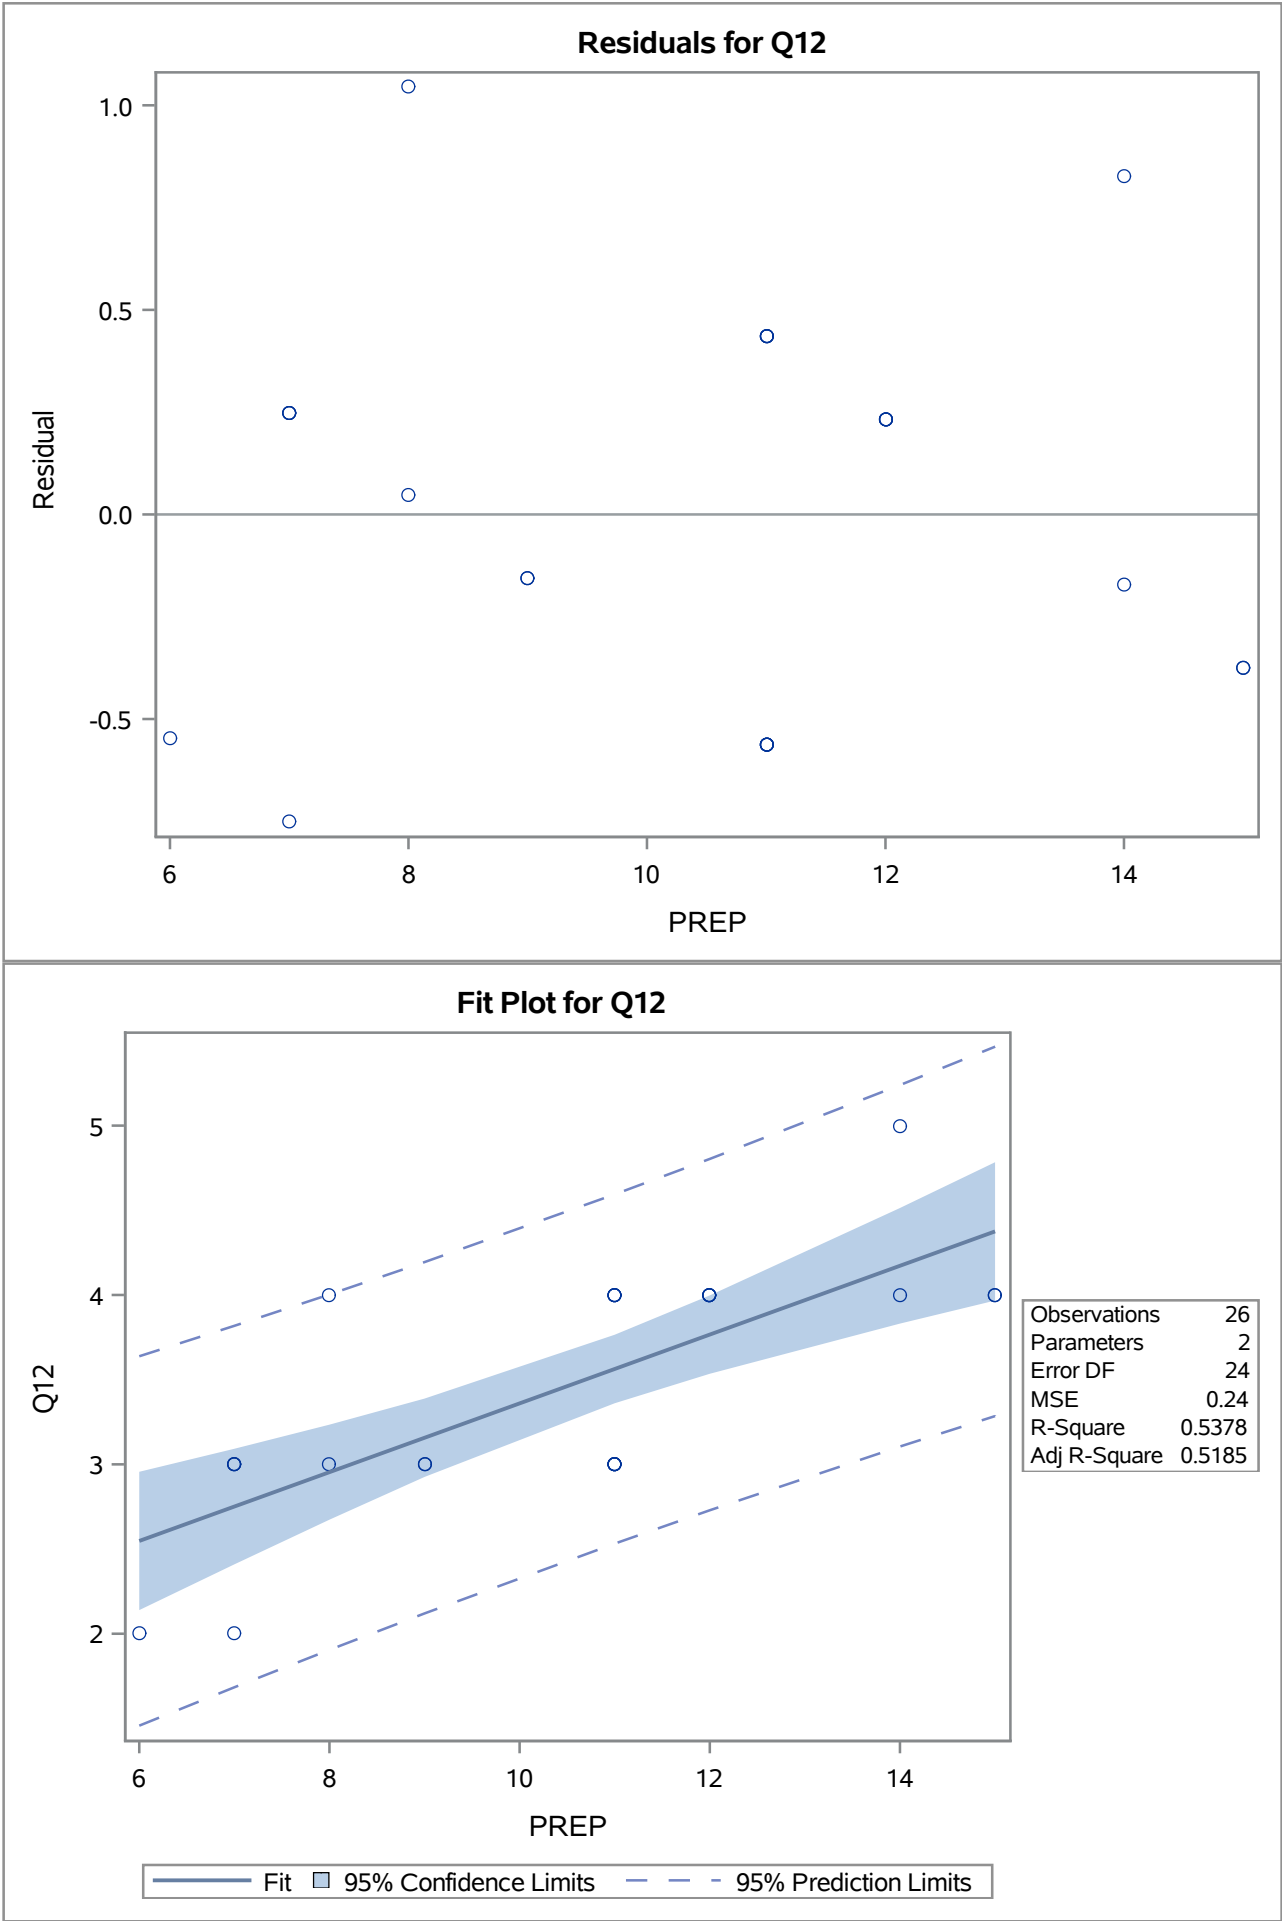 Residuals for Q12
1.0
0.5
0.0
-0.5
Residual
6 8 10 12 14
PREP
Fit Plot for Q12
5
4
3
2
Q12
6 8 10 12 14
PREP
Observations 26
Parameters 2
Error DF 24
MSE 0.24
R-Square 0.5378
Adj R-Square 0.5185
Fit 95% Confidence Limits 95% Prediction Limits